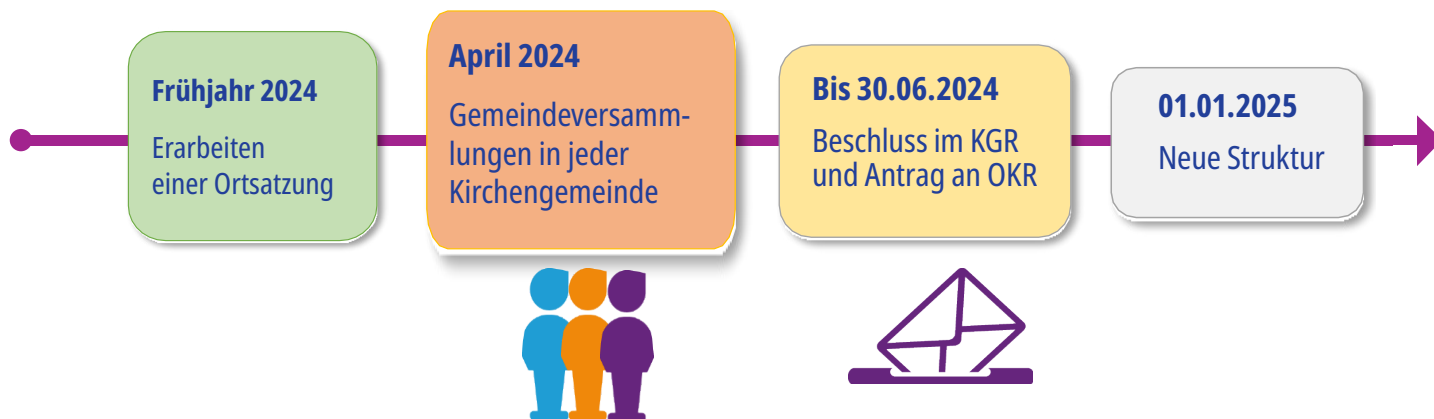 Frühjahr 2024
Erarbeiten
einer Ortsatzung
April 2024
Gemeindeversamm-
lungen in jeder
Kirchengemeinde
Bis 30.06.2024
Beschluss im KGR
und Antrag an OKR
01.01.2025
Neue Struktur